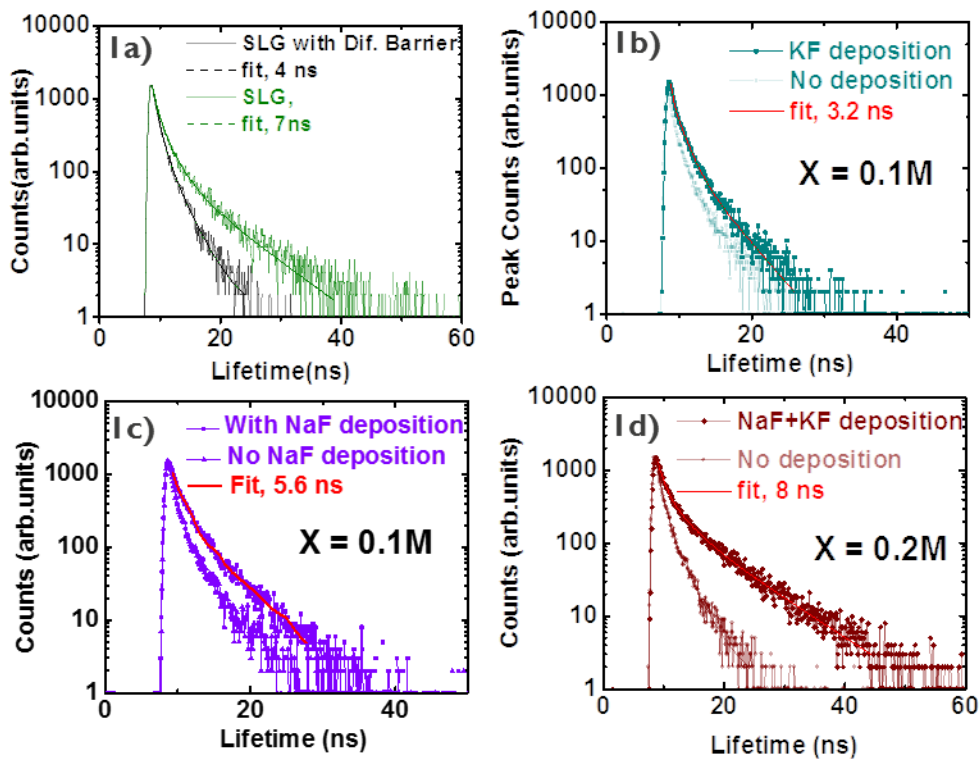 1a)
SLG with Dif. Barrier
fit, 4 ns
SLG,
fit, 7ns
Counts(arb.units)
10000
1000
100
10
1
0
20
40
60
Lifetime(ns)
1b)
KF deposition
No deposition
fit, 3.2 ns
X = 0.1M
Peak Counts (arb.units)
10000
1000
100
10
1
0
20
40
Lifetime (ns)
1c)
With NaF deposition
No NaF deposition
Fit, 5.6 ns
X = 0.1M
Counts (arb.units)
10000
1000
100
10
1
0
20
40
Lifetime (ns)
1d)
NaF+KF deposition
No deposition
fit, 8 ns
X = 0.2M
Counts (arb.units)
10000
1000
100
10
1
0
20
40
60
Lifetime (ns)